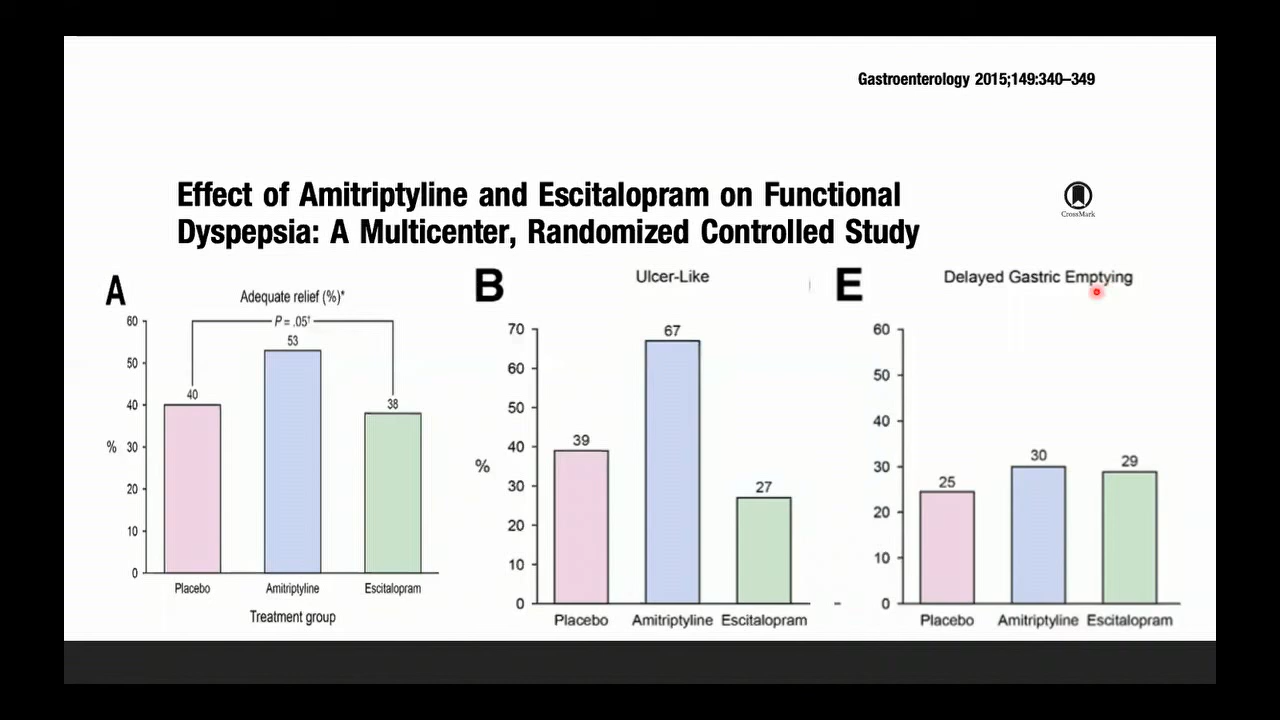 Gastroenterology 2015;149:340–349
Effect of Amitriptyline and Escitalopram on Functional
Dyspepsia: A Multicenter, Randomized Controlled Study
CrossMark
A
Adequate relief (%)*
P = .05†
60
50
40
30
20
10
0
%
40
53
38
Placebo
Amitriptyline
Escitalopram
Treatment group
B
Ulcer-Like
70
60
50
40
30
20
10
0
%
39
67
27
Placebo
Amitriptyline
Escitalopram
E
Delayed Gastric Emptying
60
50
40
30
20
10
0
25
30
29
Placebo
Amitriptyline
Escitalopram